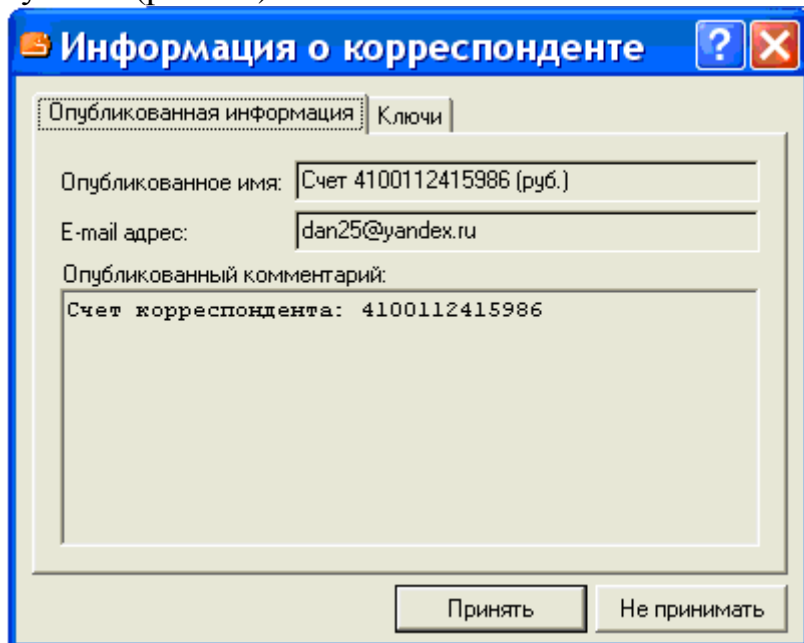 Информация о корреспонденте
Опубликованная информация Ключи
Опубликованное имя: Счет 4100112415986 (руб.)
E-mail адрес: dan25@yandex.ru
Опубликованный комментарий:
Счет корреспондента: 4100112415986
Принять Не принимать